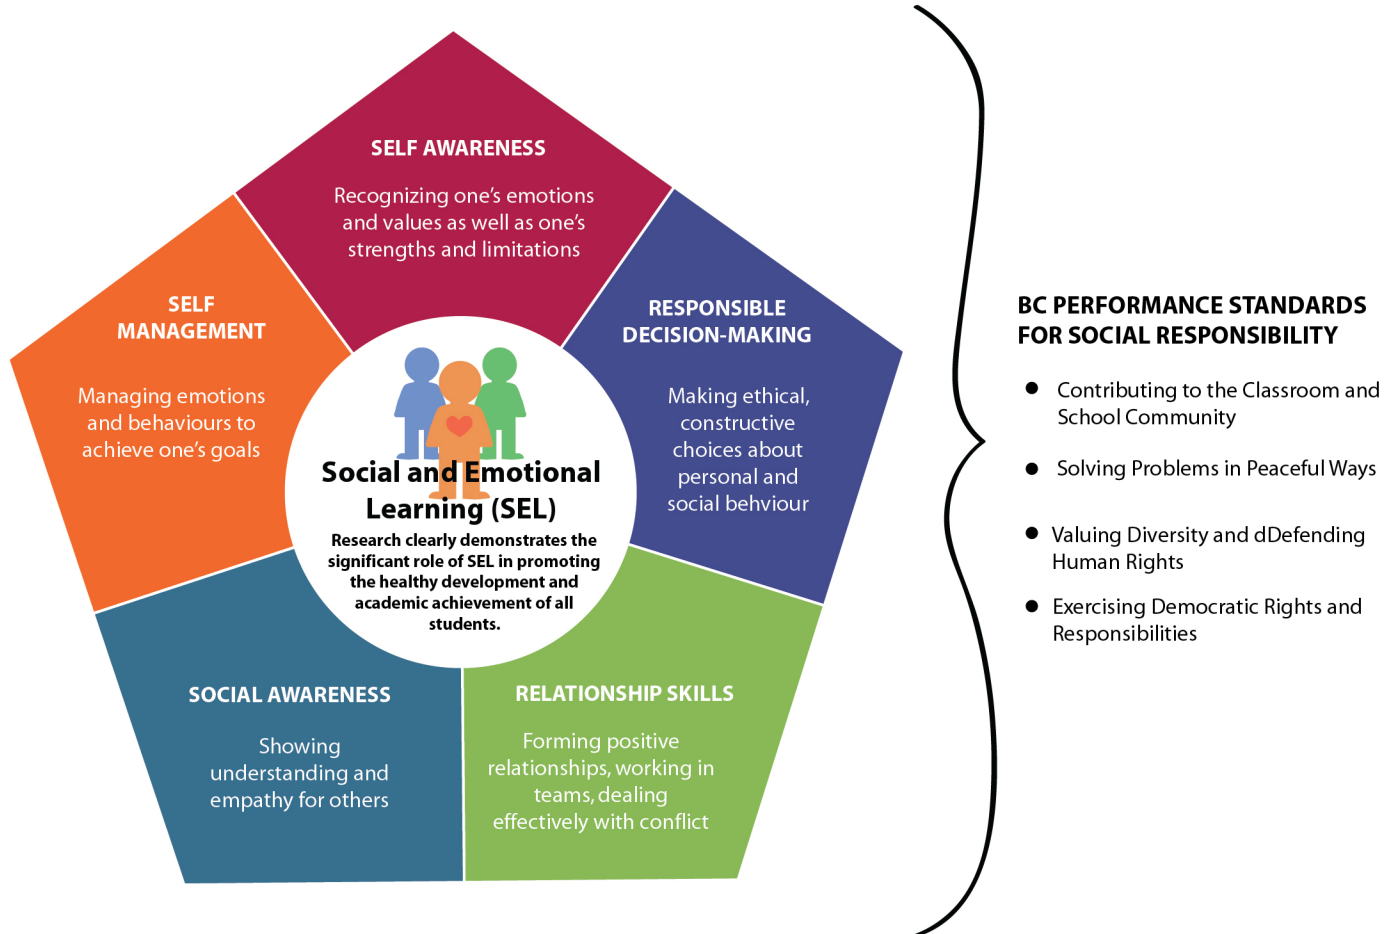 SELF AWARENESS
Recognizing one’s emotions
and values as well as one’s
strengths and limitations
SELF
MANAGEMENT
Managing emotions
and behaviours to
achieve one’s goals
RESPONSIBLE
DECISION-MAKING
Making ethical,
constructive
choices about
personal and
social behviour
Social and Emotional
Learning (SEL)
Research clearly demonstrates the
significant role of SEL in promoting
the healthy development and
academic achievement of all
students.
SOCIAL AWARENESS
Showing
understanding and
empathy for others
RELATIONSHIP SKILLS
Forming positive
relationships, working in
teams, dealing
effectively with conflict
BC PERFORMANCE STANDARDS
FOR SOCIAL RESPONSIBILITY
● Contributing to the Classroom and
School Community
● Solving Problems in Peaceful Ways
● Valuing Diversity and dDefending
Human Rights
● Exercising Democratic Rights and
Responsibilities